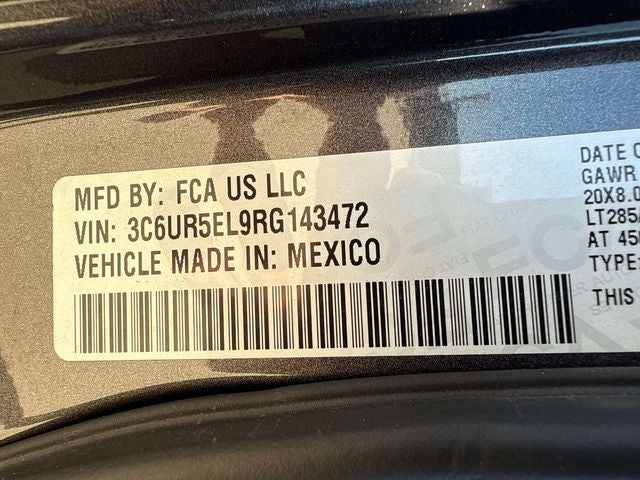 MFD BY: FCA US LLC
VIN: 3C6UR5EL9RG143472
VEHICLE MADE IN: MEXICO
DATE O
GAWR
20X8.0
LT285/
AT 450
TYPE:
THIS